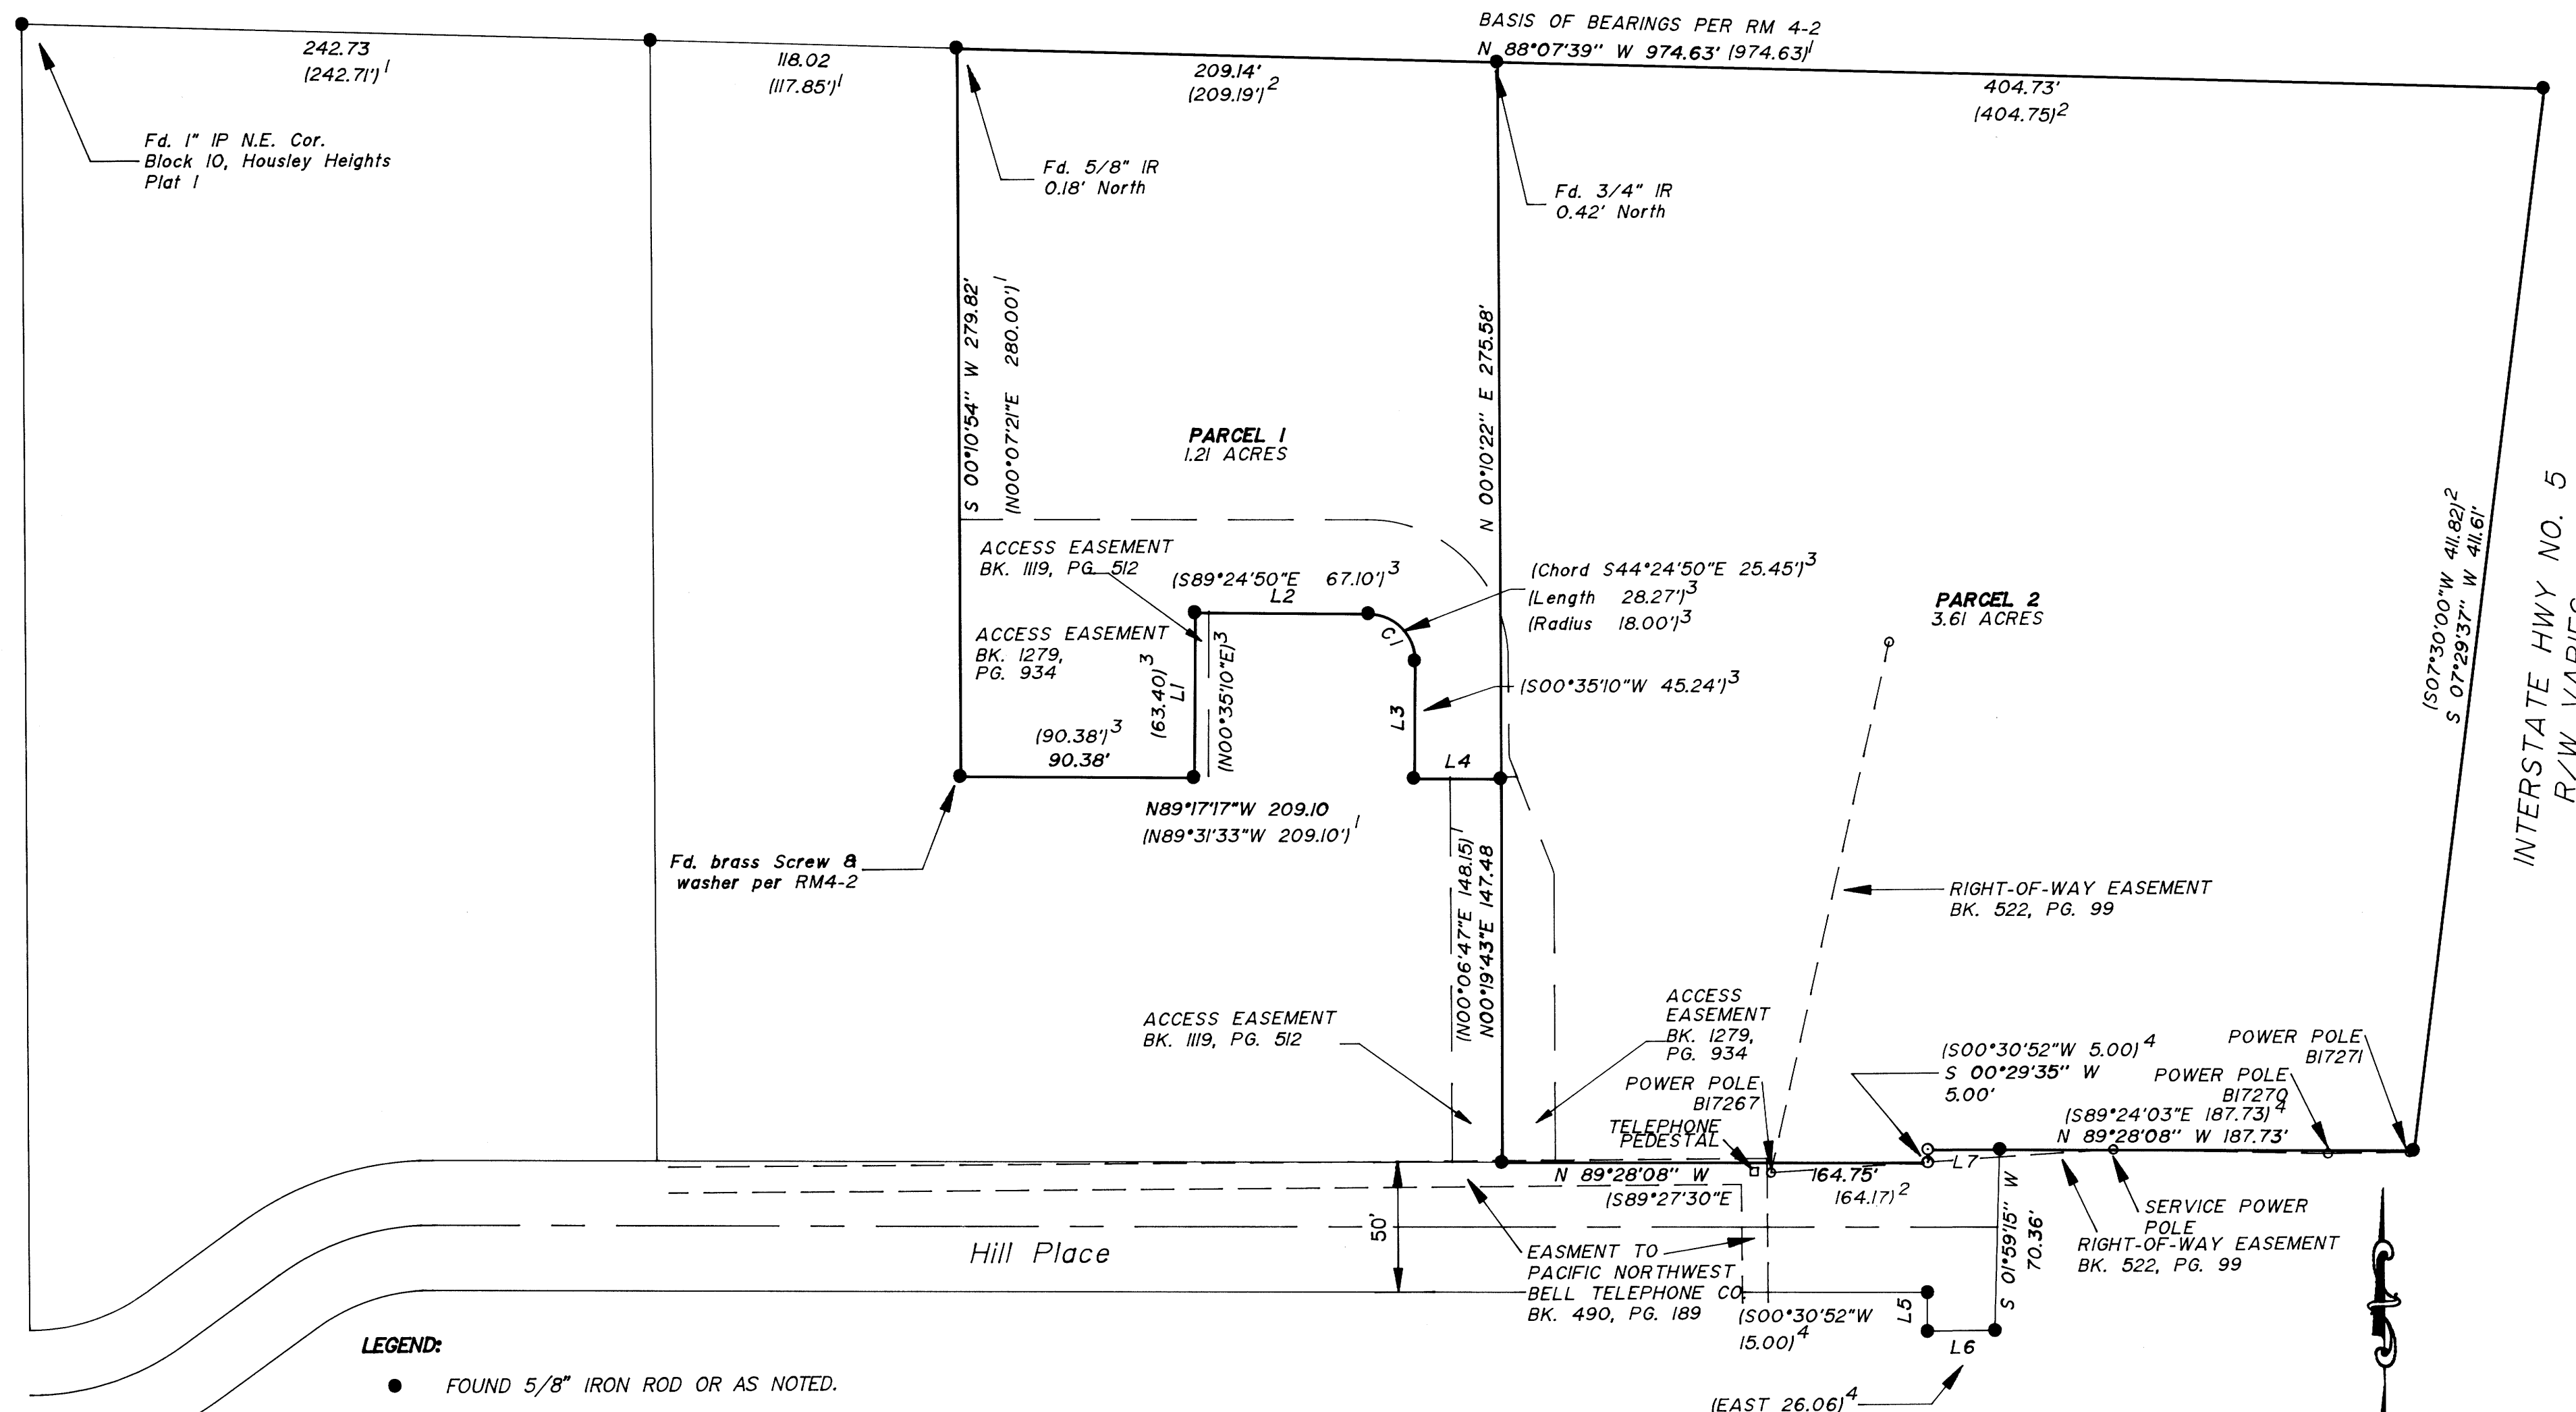 BASIS OF BEARINGS PER RM 4-2
N 88°07'39" W 974.63' (974.63)1
242.73
(242.71')1
118.02
(117.85')1
209.14'
(209.19')2
404.73'
(404.75)2
Fd. 1" IP N.E. Cor.
Block 10, Housley Heights
Plat 1
Fd. 5/8" IR
0.18' North
Fd. 3/4" IR
0.42' North
S 00°10'54" W 279.82'
(N00°07'21"E 280.00')1
N 00°10'22" E 275.58'
PARCEL 1
1.21 ACRES
ACCESS EASEMENT
BK. 1119, PG. 512
(S89°24'50"E 67.10')3
L2
(Chord S44°24'50"E 25.45')3
(Length 28.27')3
(Radius 18.00')3
C1
PARCEL 2
3.61 ACRES
(S07°30'00"W 411.82)2
S 07°29'37" W 411.61'
INTERSTATE HWY NO. 5
R/W VARIES
ACCESS EASEMENT
BK. 1279,
PG. 934
(63.40)3
L1
(N00°35'10"E)3
(S00°35'10"W 45.24')3
L3
(90.38')3
90.38'
L4
N89°17'17"W 209.10
(N89°31'33"W 209.10')1
Fd. brass Screw &
washer per RM4-2
(N00°06'47"E 148.15)1
N00°19'43"E 147.48
RIGHT-OF-WAY EASEMENT
BK. 522, PG. 99
ACCESS EASEMENT
BK. 1119, PG. 512
ACCESS
EASEMENT
BK. 1279,
PG. 934
POWER POLE
B17267
TELEPHONE
PEDESTAL
(S00°30'52"W 5.00)4
S 00°29'35" W
5.00'
POWER POLE
B17271
POWER POLE
B17270
(S89°24'03"E 187.73)4
N 89°28'08" W 187.73'
L7
N 89°28'08" W 164.75'
(S89°27'30"E 164.17)2
50'
Hill Place
EASMENT TO
PACIFIC NORTHWEST
BELL TELEPHONE CO.
BK. 490, PG. 189
(S00°30'52"W
15.00)4
L5
L6
S 01°59'15" W
70.36'
SERVICE POWER
POLE
RIGHT-OF-WAY EASEMENT
BK. 522, PG. 99
(EAST 26.06)4
LEGEND:
FOUND 5/8" IRON ROD OR AS NOTED.